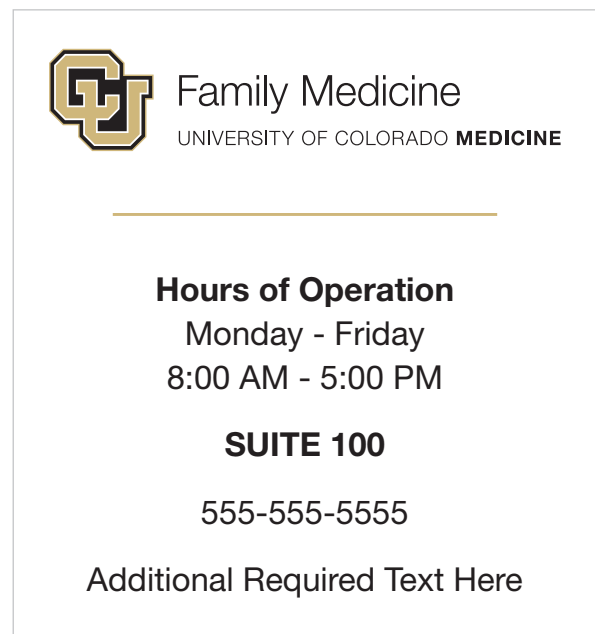 CU
Family Medicine
UNIVERSITY OF COLORADO MEDICINE
Hours of Operation
Monday - Friday
8:00 AM - 5:00 PM
SUITE 100
555-555-5555
Additional Required Text Here